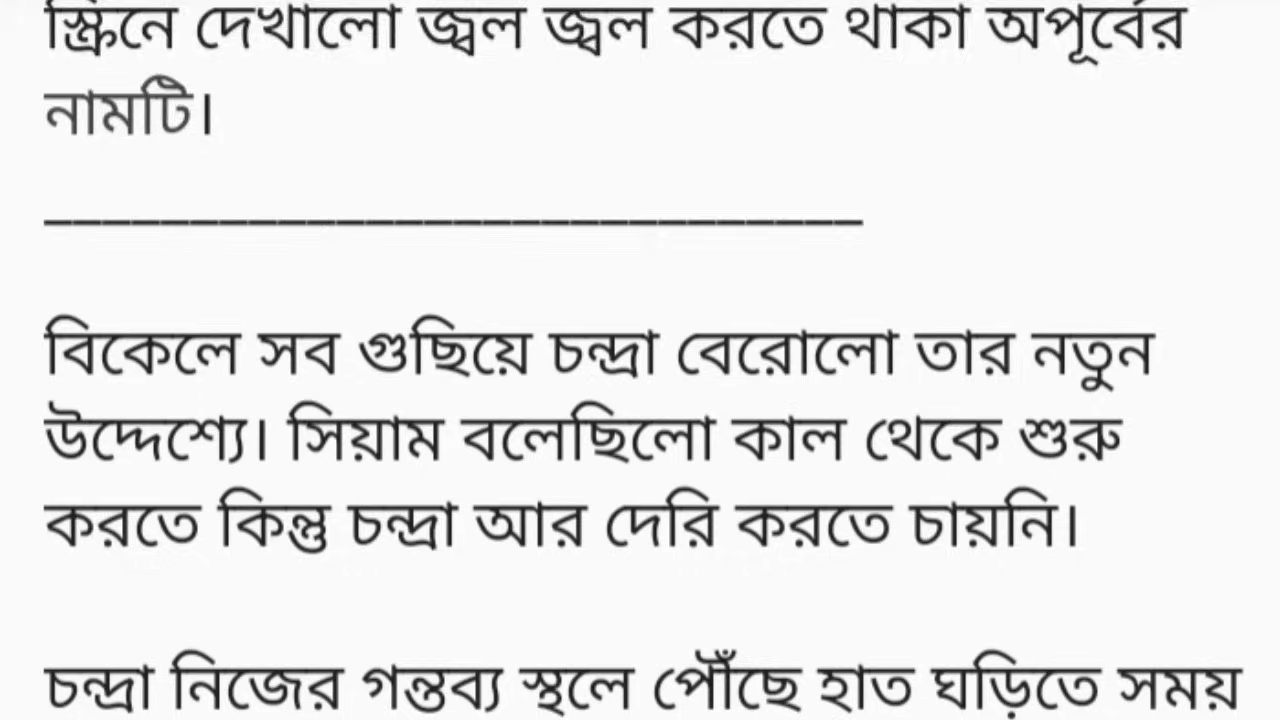 স্ক্রিনে দেখালো জ্বল জ্বল করতে থাকা অপূর্বের
নামটি।
____________________________
বিকেলে সব গুছিয়ে চন্দ্রা বেরোলো তার নতুন
উদ্দেশ্যে। সিয়াম বলেছিলো কাল থেকে শুরু
করতে কিন্তু চন্দ্রা আর দেরি করতে চায়নি।
চন্দ্রা নিজের গন্তব্য স্থলে পৌঁছে হাত ঘড়িতে সময়